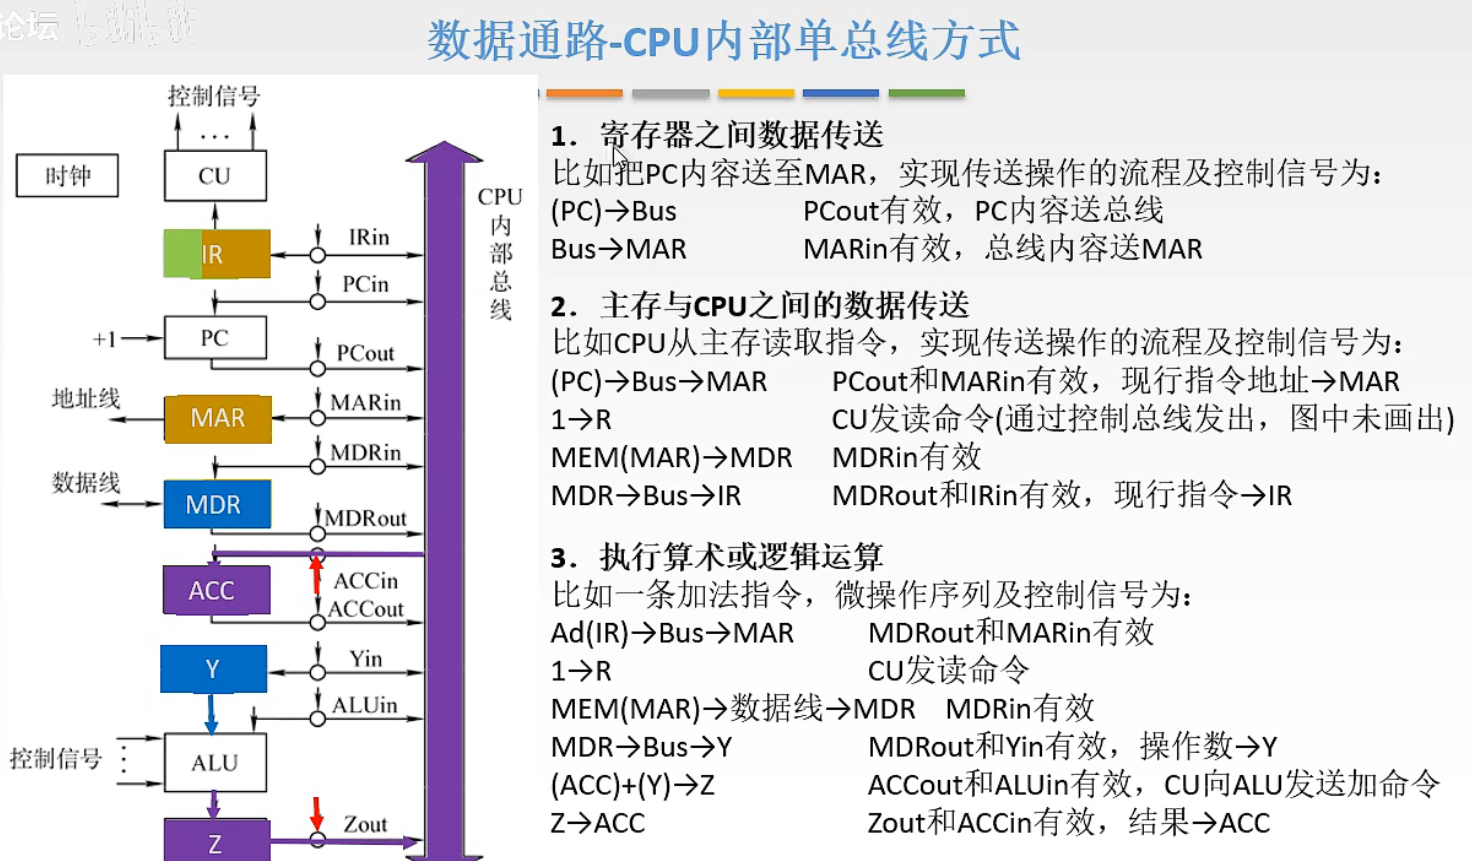 论坛 bilibili
数据通路-CPU内部单总线方式
控制信号
...
时钟
CU
CPU内部总线
IR
IRin
PCin
+1
PC
PCout
地址线
MAR
MARin
MDRin
数据线
MDR
MDRout
ACC
ACCin
ACCout
Y
Yin
ALUin
控制信号
ALU
Zout
Z
1. 寄存器之间数据传送
比如把PC内容送至MAR，实现传送操作的流程及控制信号为：
(PC)→Bus PCout有效，PC内容送总线
Bus→MAR MARin有效，总线内容送MAR
2. 主存与CPU之间的数据传送
比如CPU从主存读取指令，实现传送操作的流程及控制信号为：
(PC)→Bus→MAR PCout和MARin有效，现行指令地址→MAR
1→R CU发读命令(通过控制总线发出，图中未画出)
MEM(MAR)→MDR MDRin有效
MDR→Bus→IR MDRout和IRin有效，现行指令→IR
3. 执行算术或逻辑运算
比如一条加法指令，微操作序列及控制信号为：
Ad(IR)→Bus→MAR MDRout和MARin有效
1→R CU发读命令
MEM(MAR)→数据线→MDR MDRin有效
MDR→Bus→Y MDRout和Yin有效，操作数→Y
(ACC)+(Y)→Z ACCout和ALUin有效，CU向ALU发送加命令
Z→ACC Zout和ACCin有效，结果→ACC